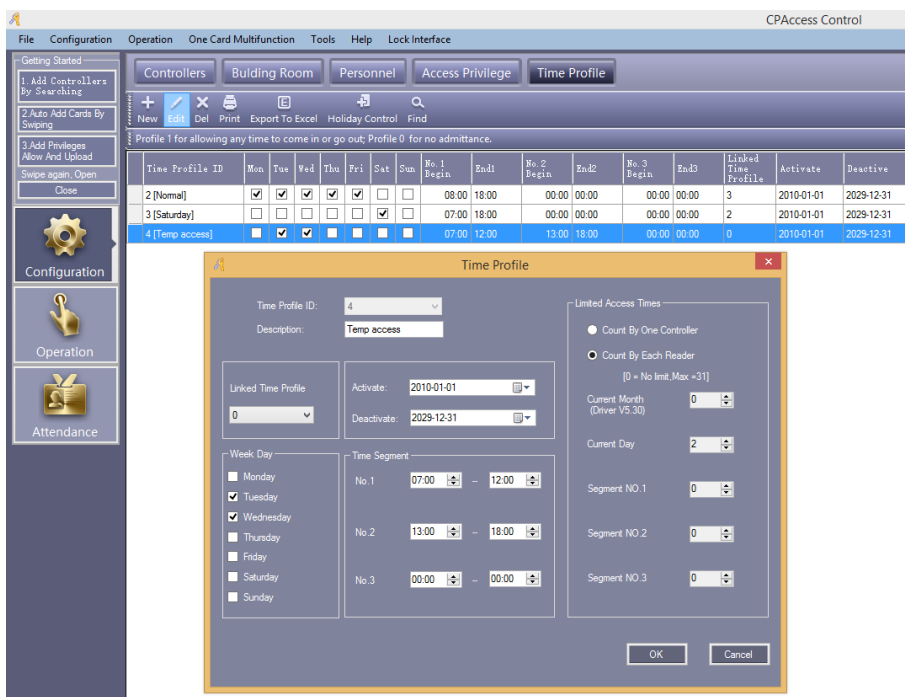 CPAccess Control
File Configuration Operation One Card Multifunction Tools Help Lock Interface
Getting Started
1. Add Controllers By Searching
2.Auto Add Cards By Swiping
3.Add Privileges Allow And Upload
Swipe again, Open
Close
Configuration
Operation
Attendance
Controllers Bulding Room Personnel Access Privilege Time Profile
New Edit Del Print Export To Excel Holiday Control Find
Profile 1 for allowing any time to come in or go out; Profile 0 for no admittance.
Time Profile ID Mon Tue Wed Thu Fri Sat Sun No.1 Begin End1 No.2 Begin End2 No.3 Begin End3 Linked Time Profile Activate Deactive
2 [Normal] 08:00 18:00 00:00 00:00 00:00 00:00 3 2010-01-01 2029-12-31
3 [Saturday] 07:00 18:00 00:00 00:00 00:00 00:00 2 2010-01-01 2029-12-31
4 [Temp access] 07:00 12:00 13:00 18:00 00:00 00:00 0 2010-01-01 2029-12-31
Time Profile
Time Profile ID: 4
Description: Temp access
Linked Time Profile
0
Activate: 2010-01-01
Deactivate: 2029-12-31
Week Day
Monday
Tuesday
Wednesday
Thursday
Friday
Saturday
Sunday
Time Segment
No.1 07:00 – 12:00
No.2 13:00 – 18:00
No.3 00:00 – 00:00
Limited Access Times
Count By One Controller
Count By Each Reader
[0 = No limit,Max =31]
Current Month 0
(Driver V5.30)
Current Day 2
Segment NO.1 0
Segment NO.2 0
Segment NO.3 0
OK Cancel